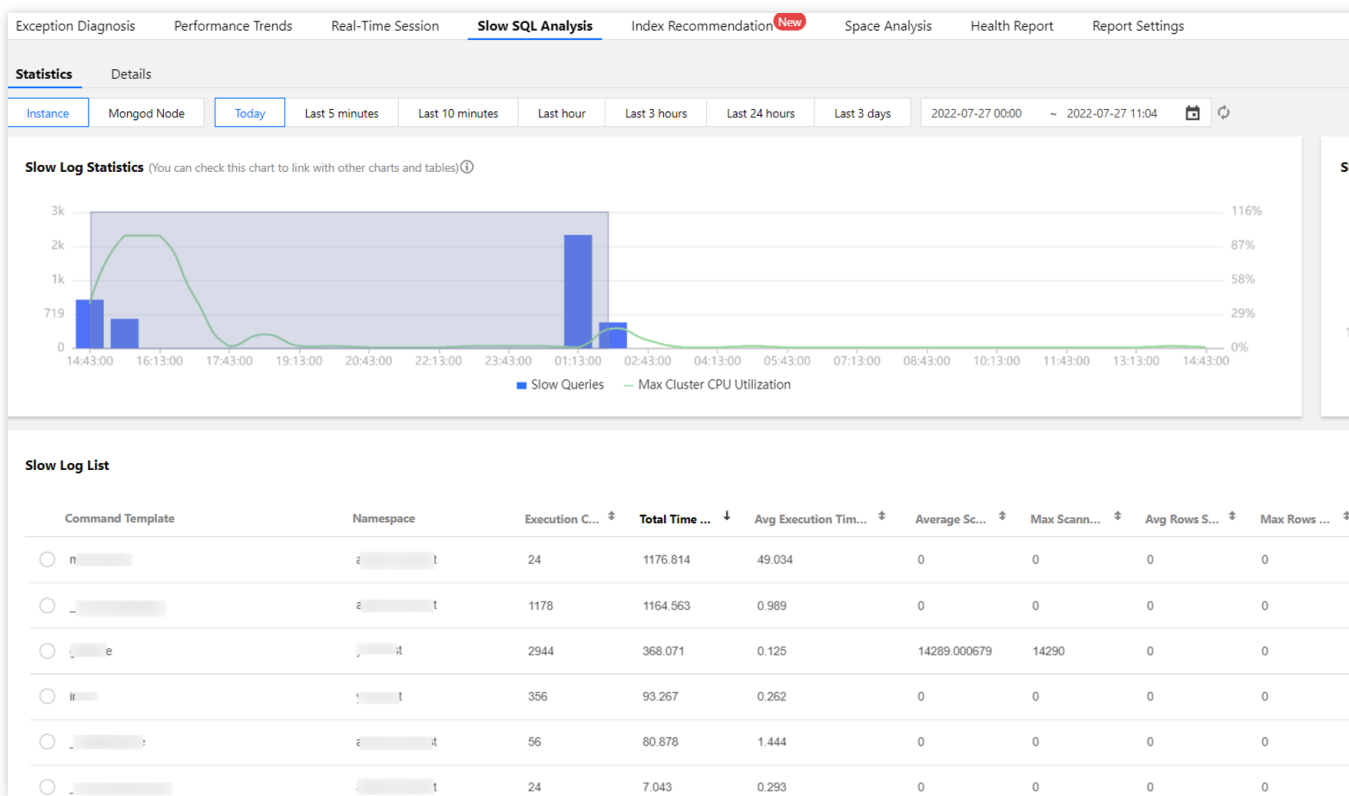 Exception Diagnosis Performance Trends Real-Time Session Slow SQL Analysis Index Recommendation New Space Analysis Health Report Report Settings
Statistics Details
Instance Mongod Node Today Last 5 minutes Last 10 minutes Last hour Last 3 hours Last 24 hours Last 3 days 2022-07-27 00:00 ~ 2022-07-27 11:04
Slow Log Statistics (You can check this chart to link with other charts and tables)
3k 116%
2k 87%
1k 58%
719 29%
0 0%
14:43:00 16:13:00 17:43:00 19:13:00 20:43:00 22:13:00 23:43:00 01:13:00 02:43:00 04:13:00 05:43:00 07:13:00 08:43:00 10:13:00 11:43:00 13:13:00 14:43:00
Slow Queries Max Cluster CPU Utilization
Slow Log List
Command Template Namespace Execution C... Total Time ... Avg Execution Tim... Average Sc... Max Scann... Avg Rows S... Max Rows ...
24 1176.814 49.034 0 0 0 0
1178 1164.563 0.989 0 0 0 0
2944 368.071 0.125 14289.000679 14290 0 0
356 93.267 0.262 0 0 0 0
56 80.878 1.444 0 0 0 0
24 7.043 0.293 0 0 0 0